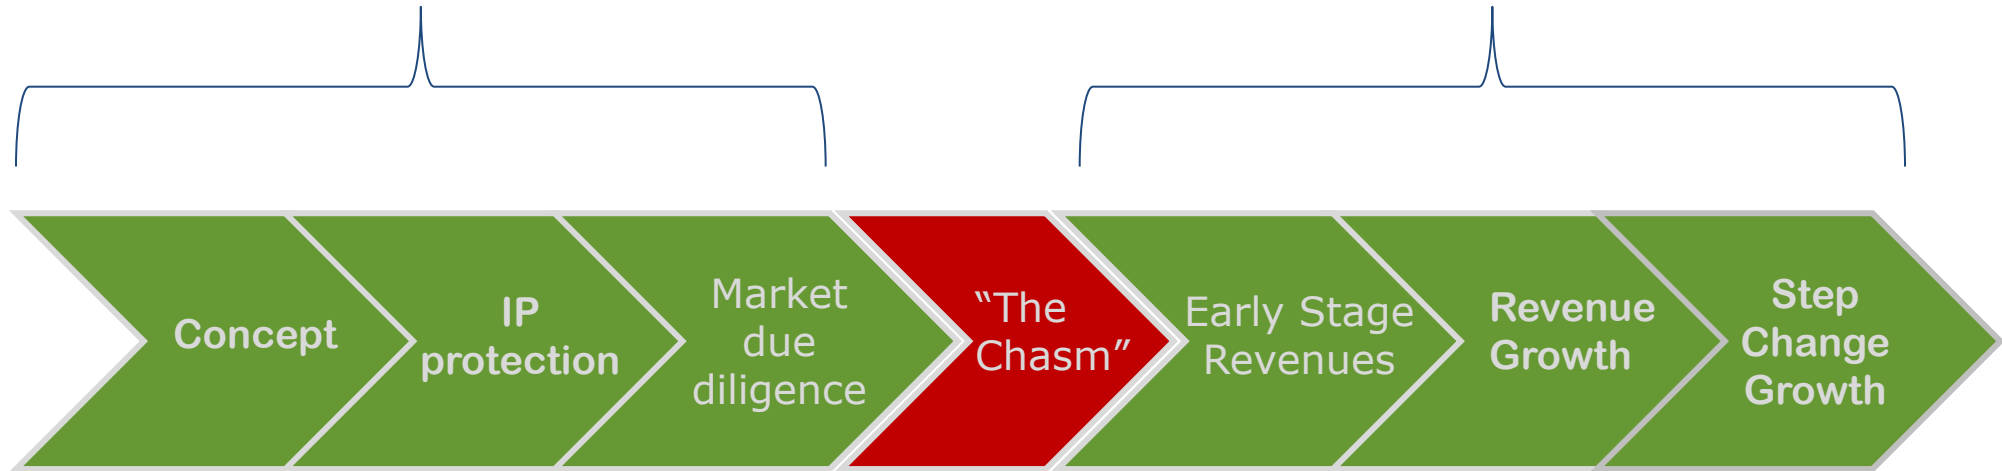 Concept
IP
protection
Market
due
diligence
“The
Chasm”
Early Stage
Revenues
Revenue
Growth
Step
Change
Growth